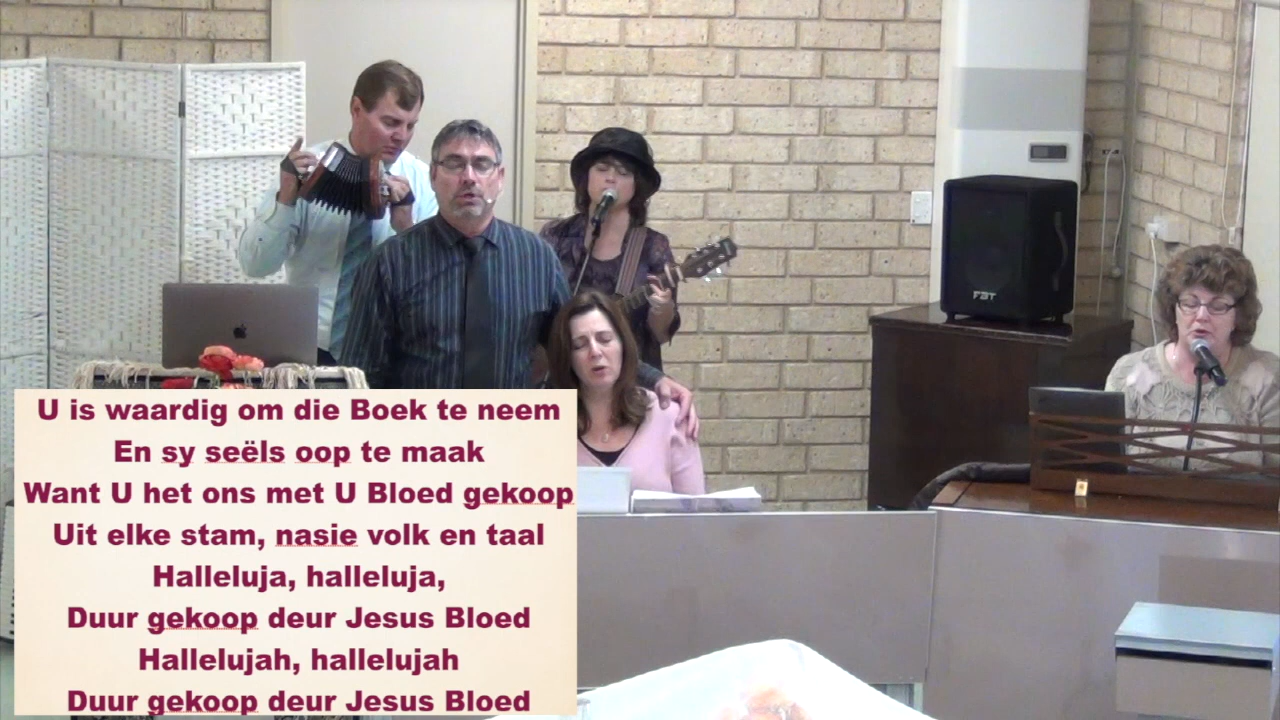 U is waardig om die Boek te neem
En sy seëls oop te maak
Want U het ons met U Bloed gekoop
Uit elke stam, nasie volk en taal
Halleluja, halleluja,
Duur gekoop deur Jesus Bloed
Hallelujah, hallelujah
Duur gekoop deur Jesus Bloed
FBT